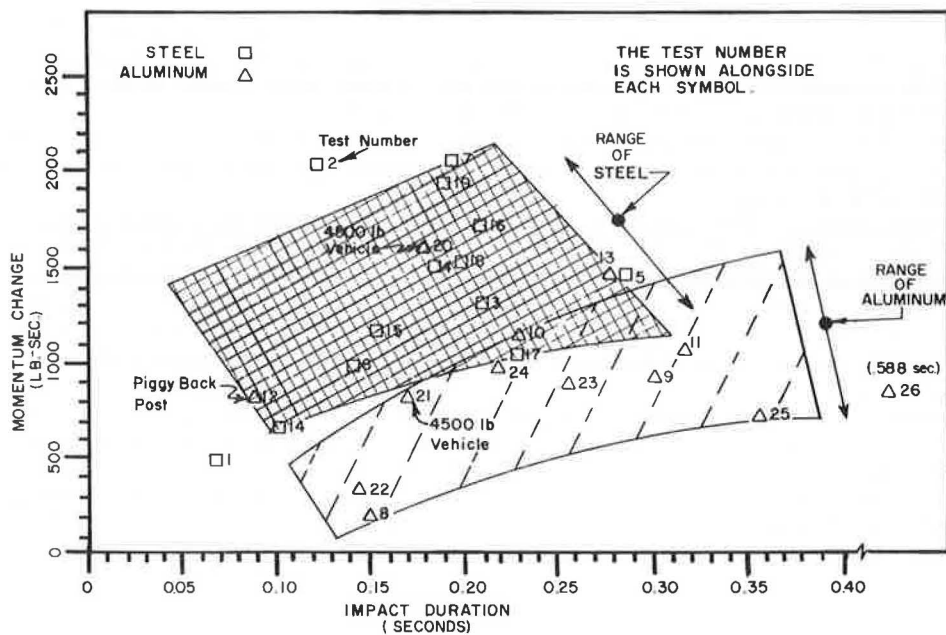 STEEL □
ALUMINUM △
THE TEST NUMBER
IS SHOWN ALONGSIDE
EACH SYMBOL.
Test Number
2
7
19
RANGE
OF
STEEL
4800 lb
Vehicle
20
16
4
18
13
5
RANGE
OF
ALUMINUM
3
15
10
17
11
6
24
(.588 sec)
26
Piggy Back
Post
12
21
23
9
4500 lb
Vehicle
25
14
1
22
8
MOMENTUM CHANGE
(LB.-SEC.)
2500
2000
1500
1000
500
0
0 0.05 0.10 0.15 0.20 0.25 0.30 0.35 0.40
IMPACT DURATION
(SECONDS)